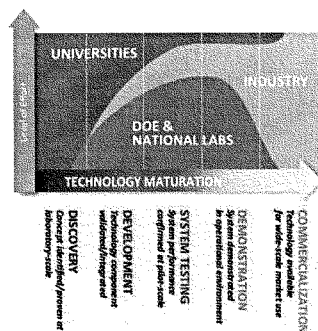 UNIVERSITIES
INDUSTRY
DOE &
NATIONAL LABS
Level of Effort
TECHNOLOGY MATURATION
DISCOVERY
Concept identified/proven at
laboratory-scale
DEVELOPMENT
Technology component
validated/integrated
SYSTEM TESTING
System performance
confirmed at pilot-scale
DEMONSTRATION
System demonstrated
in operational environment
COMMERCIALIZATION
Technology available
for wide-scale market use